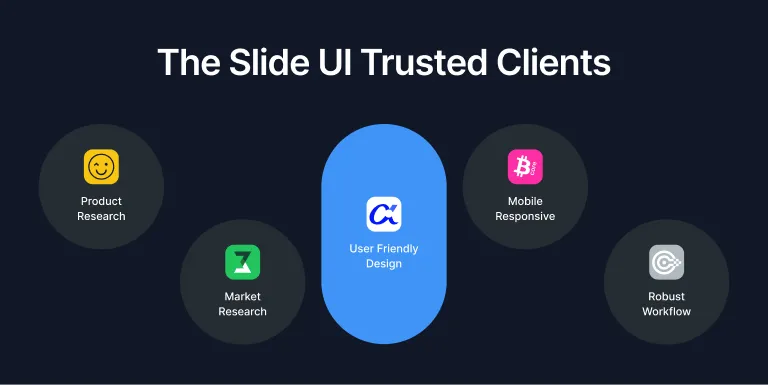 The Slide UI Trusted Clients
Product
Research
Market
Research
User Friendly
Design
Mobile
Responsive
Robust
Workflow